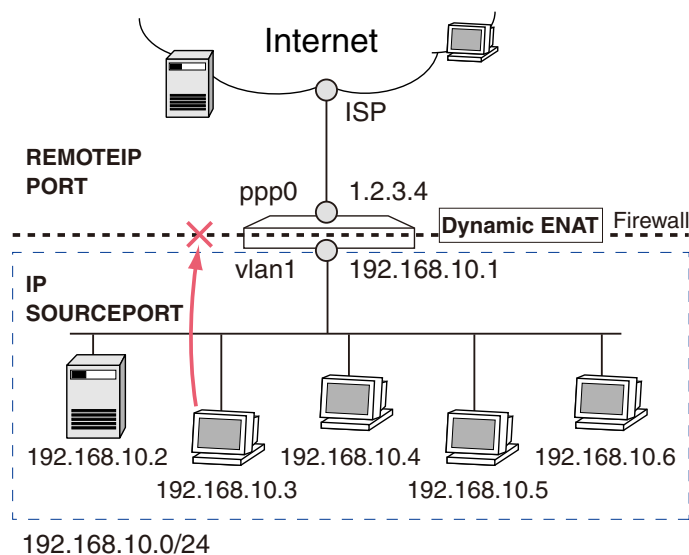 Internet
ISP
REMOTEIP
PORT
ppp0
1.2.3.4
Dynamic ENAT
Firewall
vlan1
192.168.10.1
IP
SOURCEPORT
192.168.10.2
192.168.10.4
192.168.10.6
192.168.10.3
192.168.10.5
192.168.10.0/24